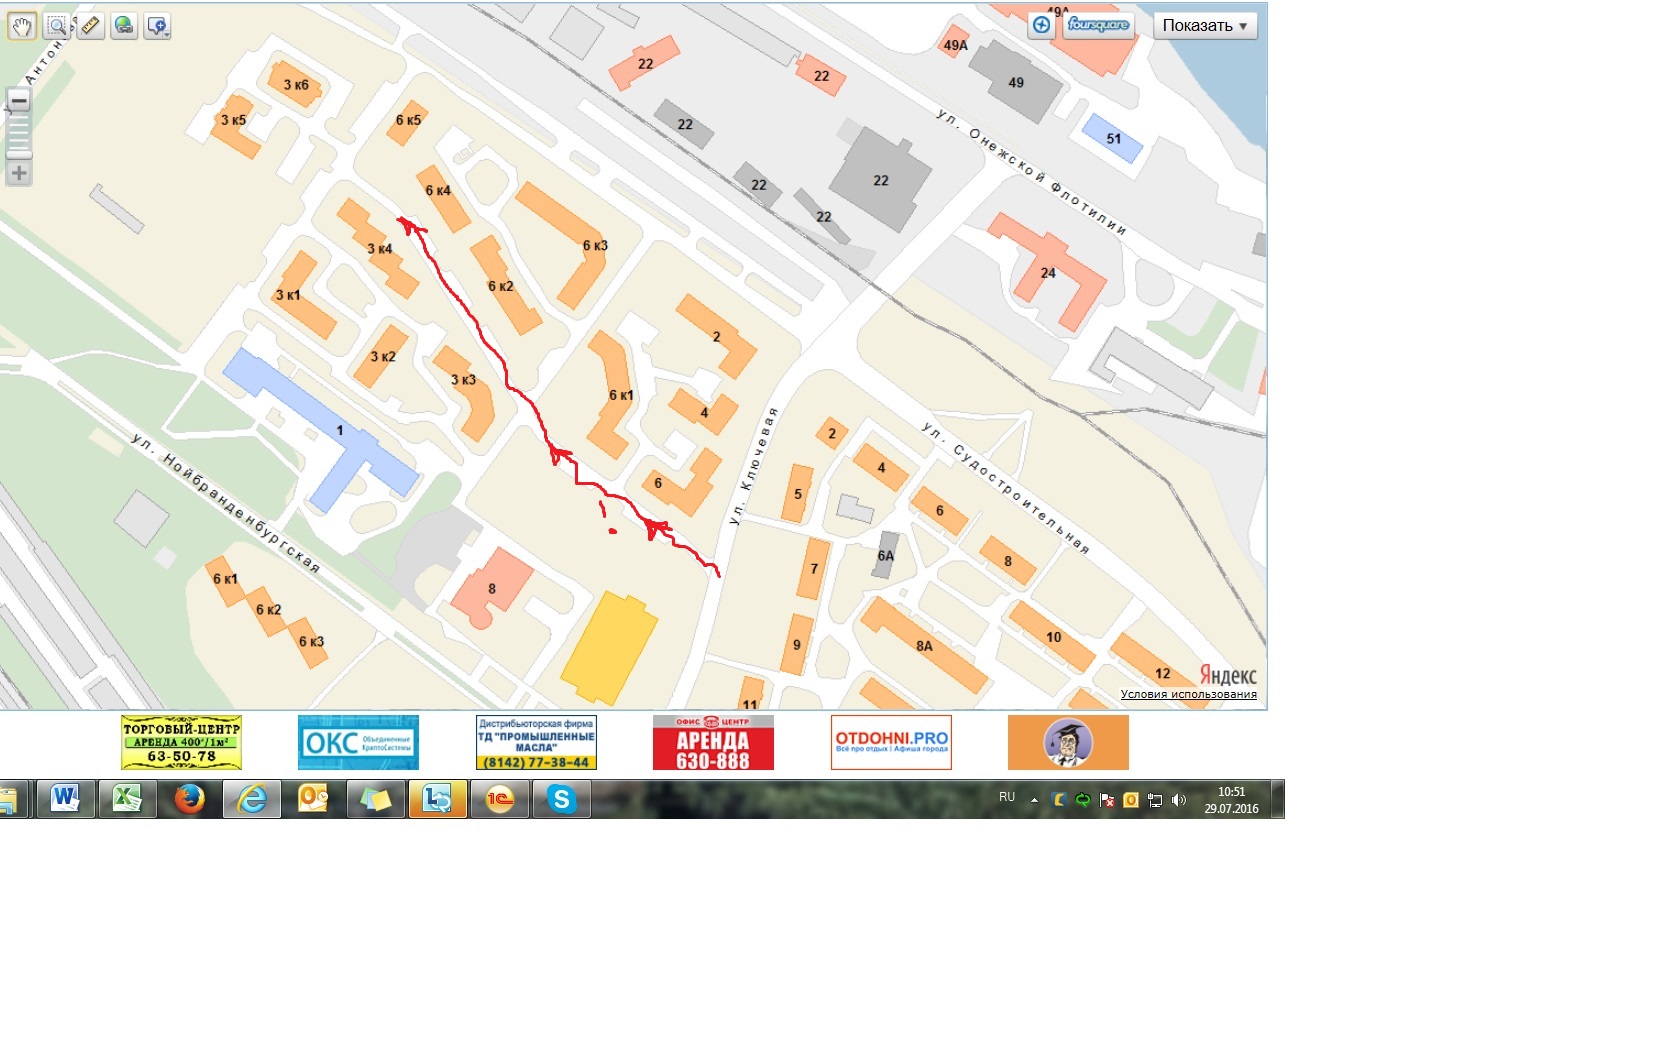 Показать
foursquare
49А
49А
49
51
ул. Онежской Флотилии
22
22
22
22
22
22
24
3 к6
3 к5
6 к5
6 к4
3 к4
6 к3
6 к2
3 к1
3 к2
3 к3
2
6 к1
4
6
1
ул. Ключевая
ул. Судостроительная
ул. Нойбранденбургская
2
4
5
6
6А
7
8
8
6 к1
6 к2
6 к3
9
8А
10
12
11
Яндекс
Условия использования
ТОРГОВЫЙ-ЦЕНТР
АРЕНДА 400ᵖ/1м²
63-50-78
ОКС
Объединенные
КриптоСистемы
Дистрибьюторская фирма
ТД "ПРОМЫШЛЕННЫЕ
МАСЛА"
(8142) 77-38-44
ОФИС ЦЕНТР
АРЕНДА
630-888
OTDOHNI.PRO
Всё про отдых | Афиша города
RU
10:51
29.07.2016